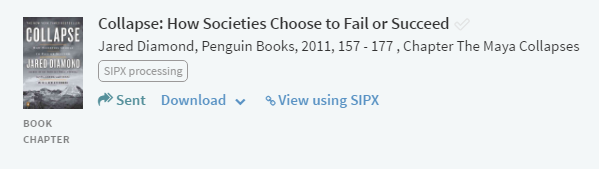 COLLAPSE
JARED DIAMOND
Collapse: How Societies Choose to Fail or Succeed
Jared Diamond, Penguin Books, 2011, 157 - 177 , Chapter The Maya Collapses
SIPX processing
Sent Download View using SIPX
BOOK
CHAPTER